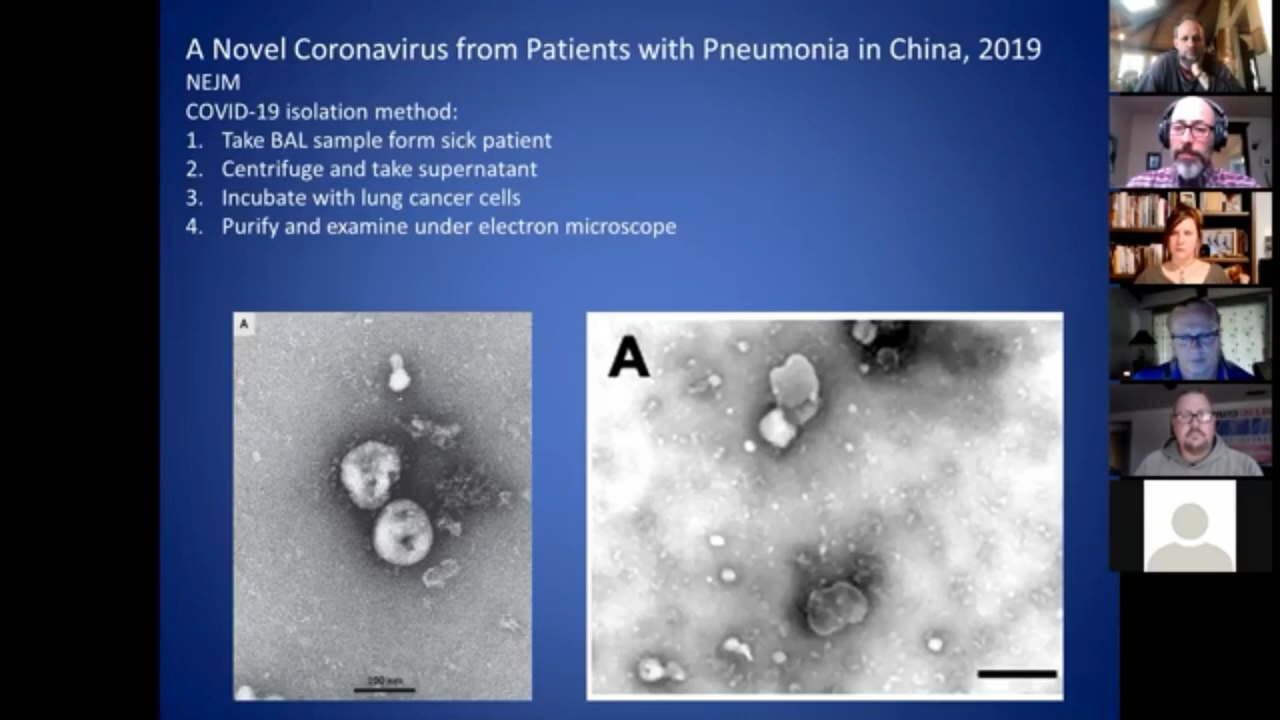 A Novel Coronavirus from Patients with Pneumonia in China, 2019
NEJM
COVID-19 isolation method:
1. Take BAL sample form sick patient
2. Centrifuge and take supernatant
3. Incubate with lung cancer cells
4. Purify and examine under electron microscope
A
A
100 nm